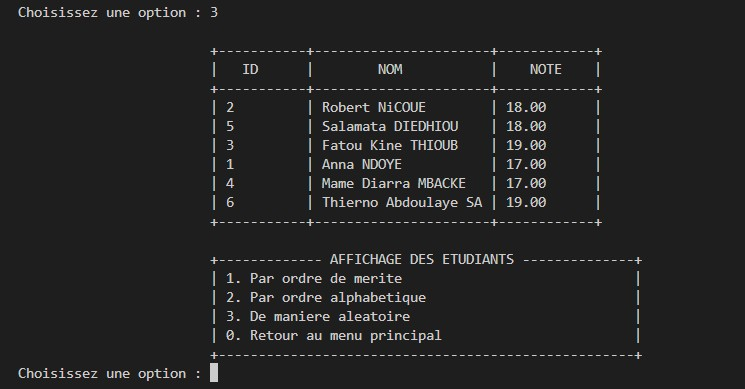 Choisissez une option : 3
+-----------+----------------------+------------+
|   ID      |        NOM           |    NOTE    |
+-----------+----------------------+------------+
| 2         | Robert NiCOUE        | 18.00      |
| 5         | Salamata DIEDHIOU    | 18.00      |
| 3         | Fatou Kine THIOUB    | 19.00      |
| 1         | Anna NDOYE           | 17.00      |
| 4         | Mame Diarra MBACKE   | 17.00      |
| 6         | Thierno Abdoulaye SA | 19.00      |
+-----------+----------------------+------------+
+------------- AFFICHAGE DES ETUDIANTS --------------+
| 1. Par ordre de merite                             |
| 2. Par ordre alphabetique                          |
| 3. De maniere aleatoire                            |
| 0. Retour au menu principal                        |
+----------------------------------------------------+
Choisissez une option :